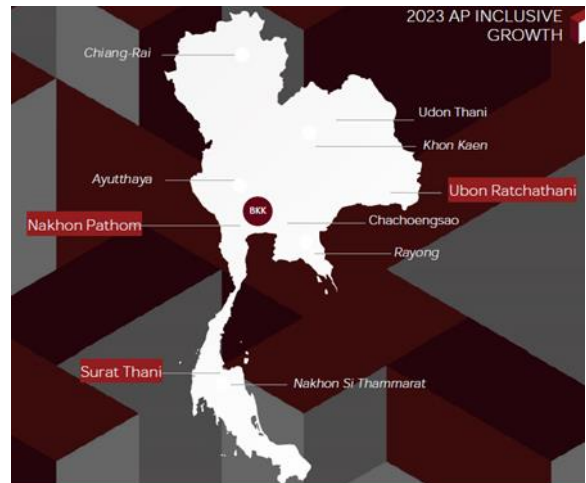 2023 AP INCLUSIVE
GROWTH
Chiang-Rai
Udon Thani
Khon Kaen
Ayutthaya
Ubon Ratchathani
BKK
Nakhon Pathom
Chachoengsao
Rayong
Surat Thani
Nakhon Si Thammarat